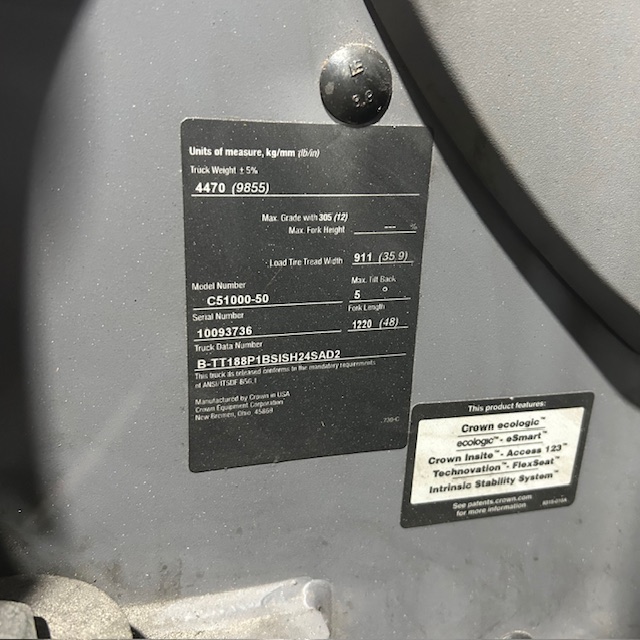 8.8
Units of measure, kg/mm (lb/in)
Truck Weight ± 5%
4470 (9855)
Max. Grade with 305 (12)
Max. Fork Height --- %
Load Tire Tread Width 911 (35.9)
Model Number Max. Tilt Back
C51000-50 5 °
Serial Number Fork Length
10093736 1220 (48)
Truck Data Number
B-TT188P1BSISH24SAD2
This truck as released conforms to the mandatory requirements
of ANSI/ITSDF B56.1
Manufactured by Crown in USA
Crown Equipment Corporation
New Bremen, Ohio 45869
This product features:
Crown ecologic™
ecologic™- eSmart™
Crown Insite™- Access 123™
Technovation™- FlexSeat™
Intrinsic Stability System™
See patents.crown.com
for more information